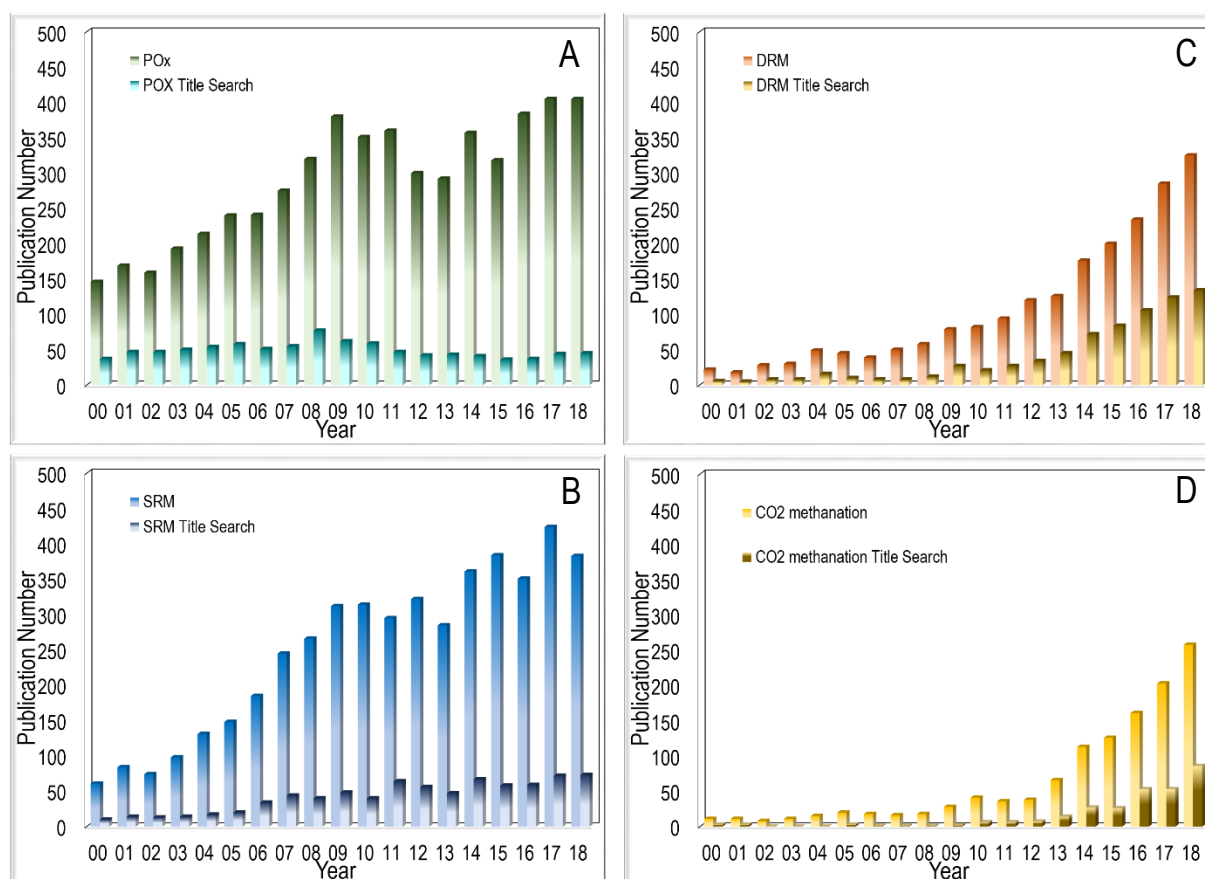 A
POx
POX Title Search
Publication Number
500
450
400
350
300
250
200
150
100
50
0
00 01 02 03 04 05 06 07 08 09 10 11 12 13 14 15 16 17 18
Year
C
DRM
DRM Title Search
Publication Number
500
450
400
350
300
250
200
150
100
50
0
00 01 02 03 04 05 06 07 08 09 10 11 12 13 14 15 16 17 18
Year
B
SRM
SRM Title Search
Publication Number
500
450
400
350
300
250
200
150
100
50
0
00 01 02 03 04 05 06 07 08 09 10 11 12 13 14 15 16 17 18
Year
D
CO2 methanation
CO2 methanation Title Search
Publication Number
500
450
400
350
300
250
200
150
100
50
0
00 01 02 03 04 05 06 07 08 09 10 11 12 13 14 15 16 17 18
Year